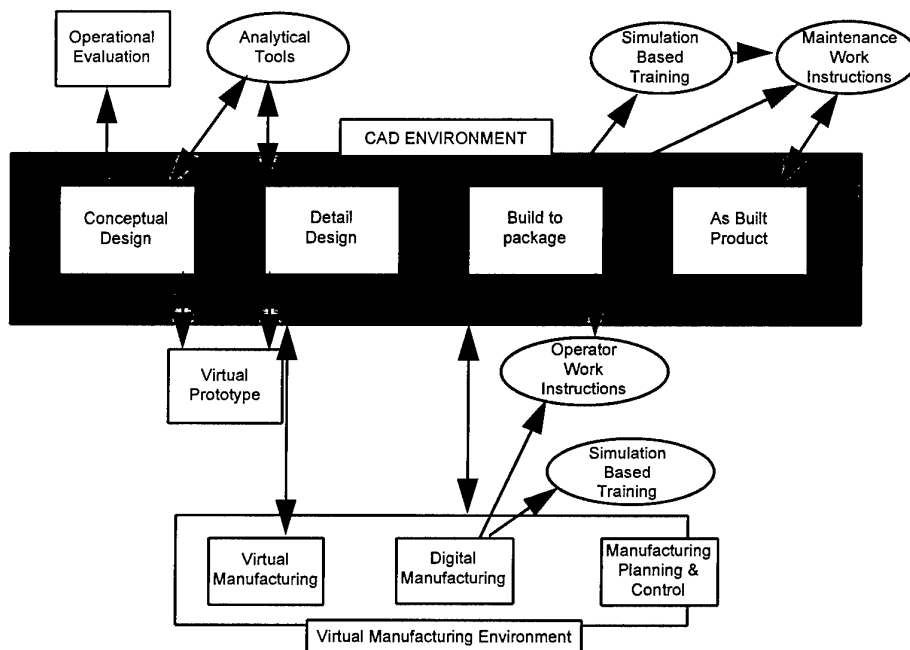 Operational
Evaluation
Analytical
Tools
Simulation
Based
Training
Maintenance
Work
Instructions
CAD ENVIRONMENT
Conceptual
Design
Detail
Design
Build to
package
As Built
Product
Virtual
Prototype
Operator
Work
Instructions
Simulation
Based
Training
Virtual
Manufacturing
Digital
Manufacturing
Manufacturing
Planning &
Control
Virtual Manufacturing Environment